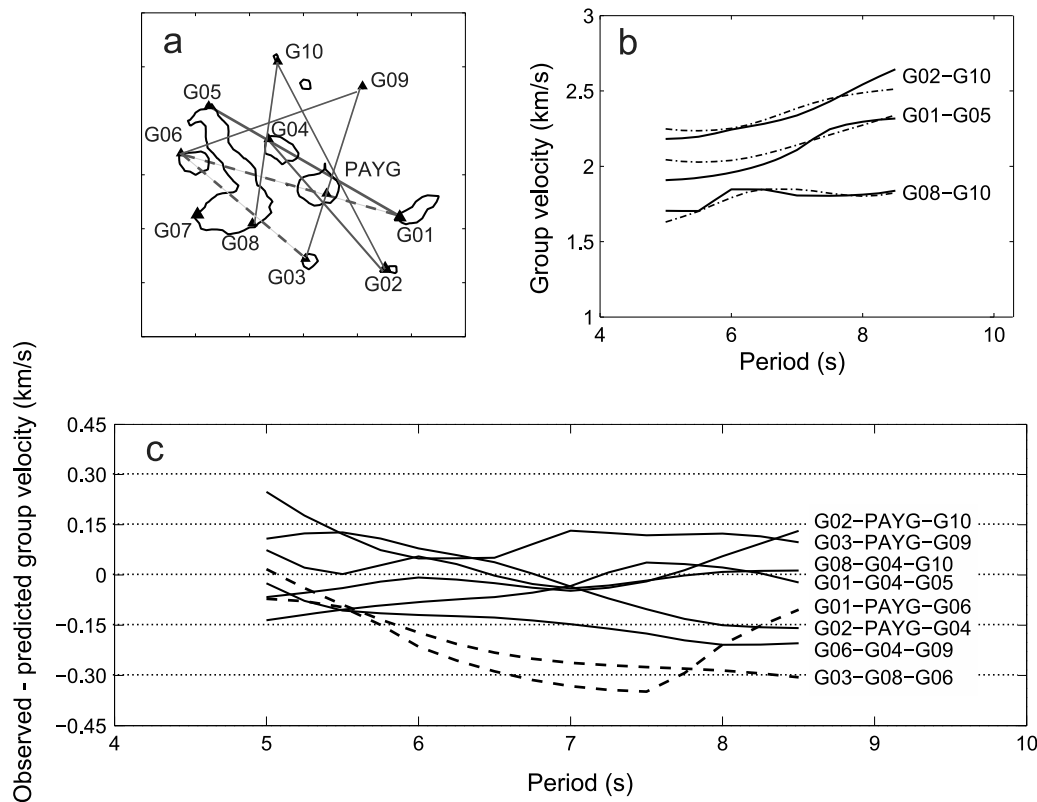 a
G10
G09
G05
G04
G06
PAYG
G07
G08
G01
G03
G02
b
Group velocity (km/s)
3
2.5
2
1.5
1
4
6
8
10
Period (s)
G02−G10
G01−G05
G08−G10
c
Observed - predicted group velocity (km/s)
0.45
0.30
0.15
0
−0.15
−0.30
−0.45
4
5
6
7
8
9
10
Period (s)
G02−PAYG−G10
G03−PAYG−G09
G08−G04−G10
G01−G04−G05
G01−PAYG−G06
G02−PAYG−G04
G06−G04−G09
G03−G08−G06